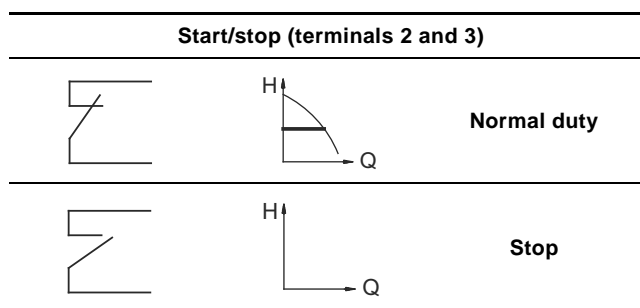 Start/stop (terminals 2 and 3)
H
Q
Normal duty
H
Q
Stop